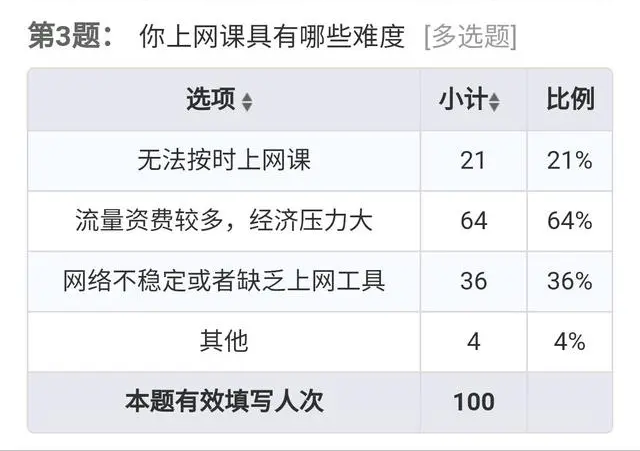 第3题： 你上网课具有哪些难度 [多选题]
选项 小计 比例
无法按时上网课 21 21%
流量资费较多，经济压力大 64 64%
网络不稳定或者缺乏上网工具 36 36%
其他 4 4%
本题有效填写人次 100